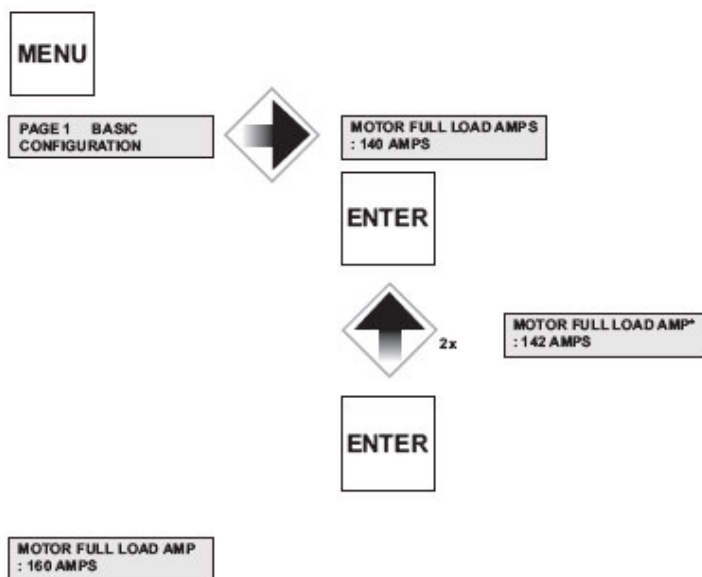 MENU
PAGE 1 BASIC
CONFIGURATION
MOTOR FULL LOAD AMPS
: 140 AMPS
ENTER
2x
MOTOR FULL LOAD AMP*
: 142 AMPS
ENTER
MOTOR FULL LOAD AMP
: 160 AMPS